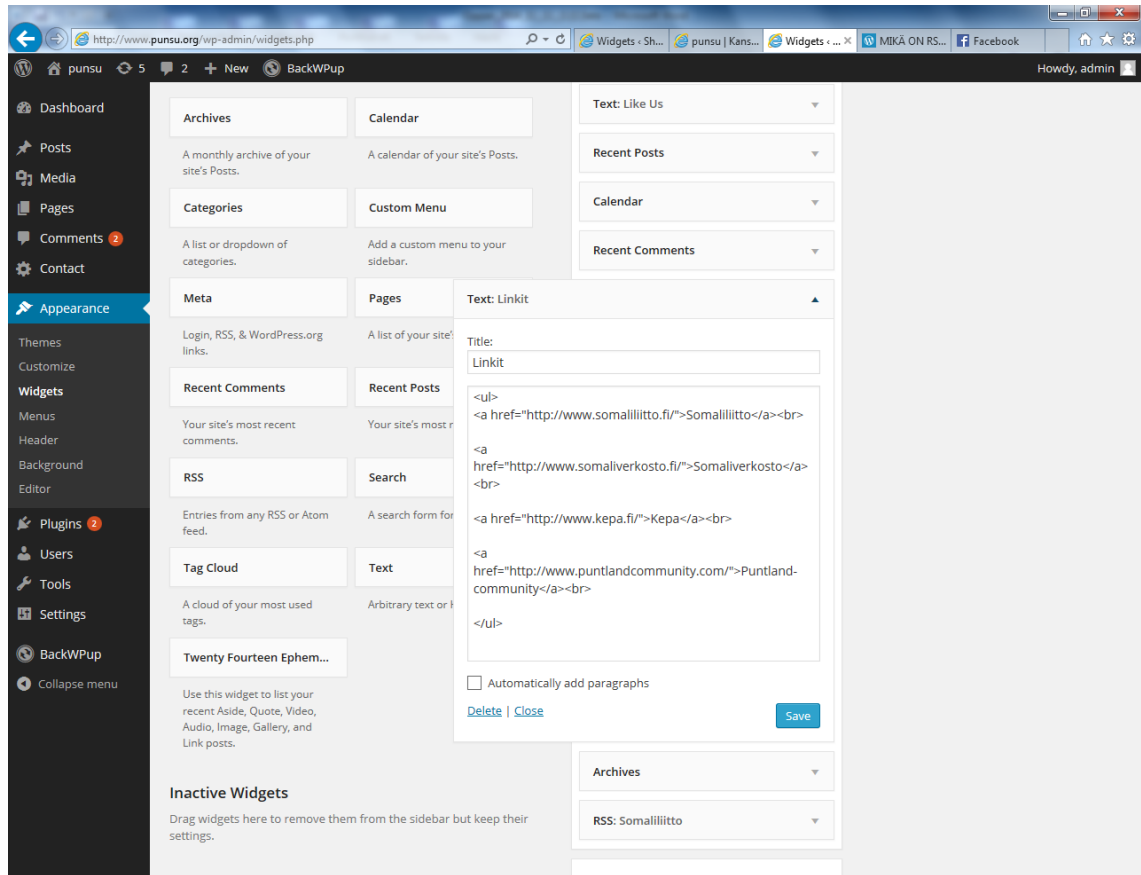 http://www.punsu.org/wp-admin/widgets.php
Widgets ‹ Sh...
punsu | Kans...
Widgets ‹ ...
MIKÄ ON RS...
Facebook
punsu 5 2 + New BackWPup
Howdy, admin
Dashboard
Posts
Media
Pages
Comments 2
Contact
Appearance
Themes
Customize
Widgets
Menus
Header
Background
Editor
Plugins 2
Users
Tools
Settings
BackWPup
Collapse menu
Archives
A monthly archive of your
site's Posts.
Calendar
A calendar of your site's Posts.
Categories
A list or dropdown of
categories.
Custom Menu
Add a custom menu to your
sidebar.
Meta
Login, RSS, & WordPress.org
links.
Pages
A list of your site's
Recent Comments
Your site's most recent
comments.
Recent Posts
Your site's most r
RSS
Entries from any RSS or Atom
feed.
Search
A search form for
Tag Cloud
A cloud of your most used
tags.
Text
Arbitrary text or H
Twenty Fourteen Ephem...
Use this widget to list your
recent Aside, Quote, Video,
Audio, Image, Gallery, and
Link posts.
Inactive Widgets
Drag widgets here to remove them from the sidebar but keep their
settings.
Text: Like Us
Recent Posts
Calendar
Recent Comments
Text: Linkit
Title:
Linkit
<ul>
<a href="http://www.somaliliitto.fi/">Somaliliitto</a><br>
<a
href="http://www.somaliverkosto.fi/">Somaliverkosto</a>
<br>
<a href="http://www.kepa.fi/">Kepa</a><br>
<a
href="http://www.puntlandcommunity.com/">Puntland-
community</a><br>
</ul>
Automatically add paragraphs
Delete | Close
Save
Archives
RSS: Somaliliitto